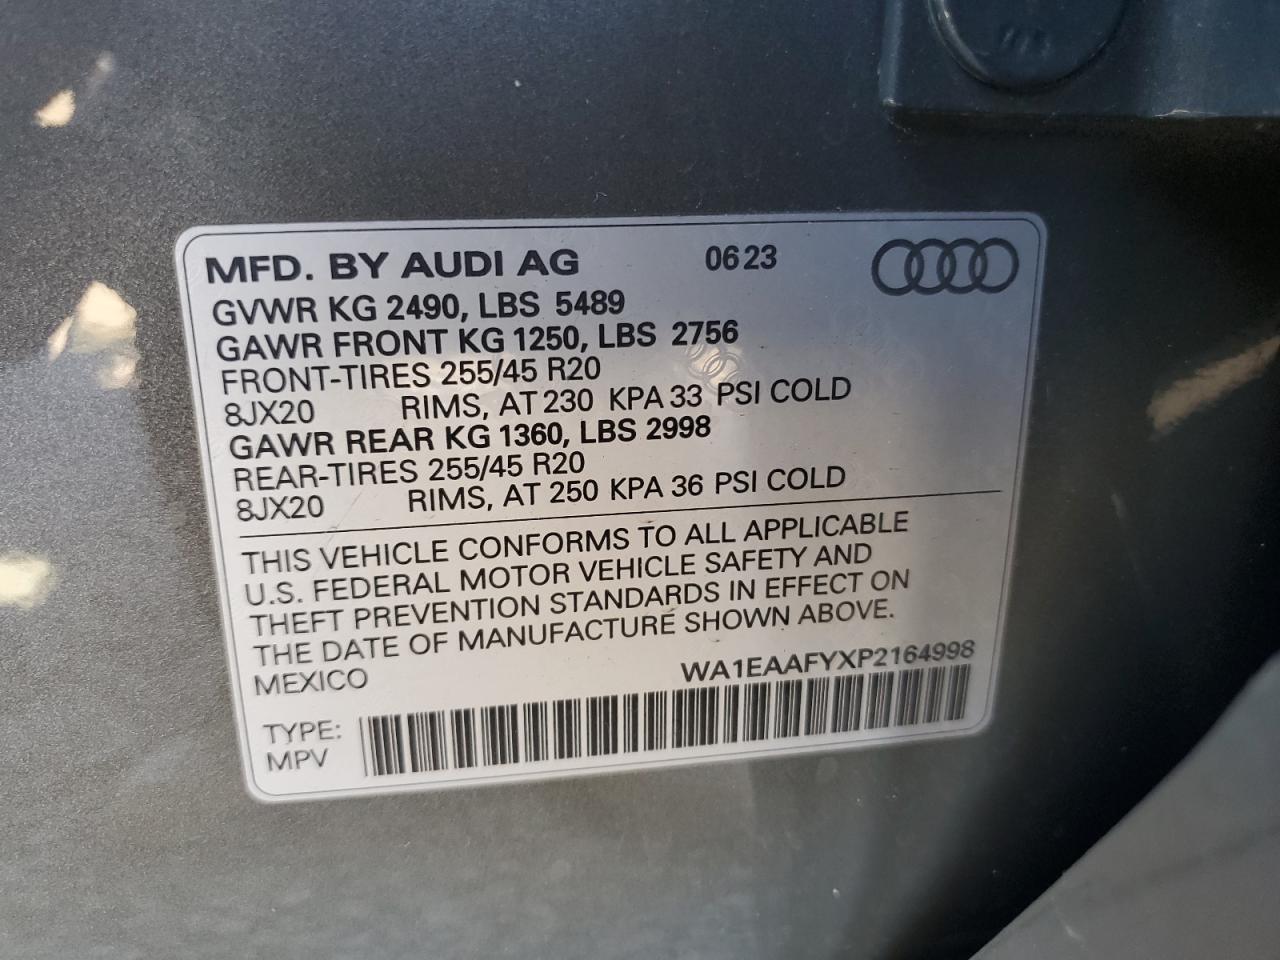 MFD. BY AUDI AG 0623
GVWR KG 2490, LBS 5489
GAWR FRONT KG 1250, LBS 2756
FRONT-TIRES 255/45 R20
8JX20 RIMS, AT 230 KPA 33 PSI COLD
GAWR REAR KG 1360, LBS 2998
REAR-TIRES 255/45 R20
8JX20 RIMS, AT 250 KPA 36 PSI COLD
THIS VEHICLE CONFORMS TO ALL APPLICABLE
U.S. FEDERAL MOTOR VEHICLE SAFETY AND
THEFT PREVENTION STANDARDS IN EFFECT ON
THE DATE OF MANUFACTURE SHOWN ABOVE.
MEXICO WA1EAAFYXP2164998
TYPE:
MPV